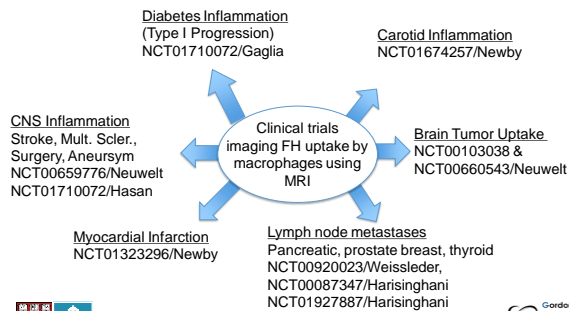 Diabetes Inflammation
(Type I Progression)
NCT01710072/Gaglia
Carotid Inflammation
NCT01674257/Newby
CNS Inflammation
Stroke, Mult. Scler.,
Surgery, Aneursym
NCT00659776/Neuwelt
NCT01710072/Hasan
Clinical trials
imaging FH uptake by
macrophages using
MRI
Brain Tumor Uptake
NCT00103038 &
NCT00660543/Neuwelt
Myocardial Infarction
NCT01323296/Newby
Lymph node metastases
Pancreatic, prostate breast, thyroid
NCT00920023/Weissleder,
NCT00087347/Harisinghani
NCT01927887/Harisinghani